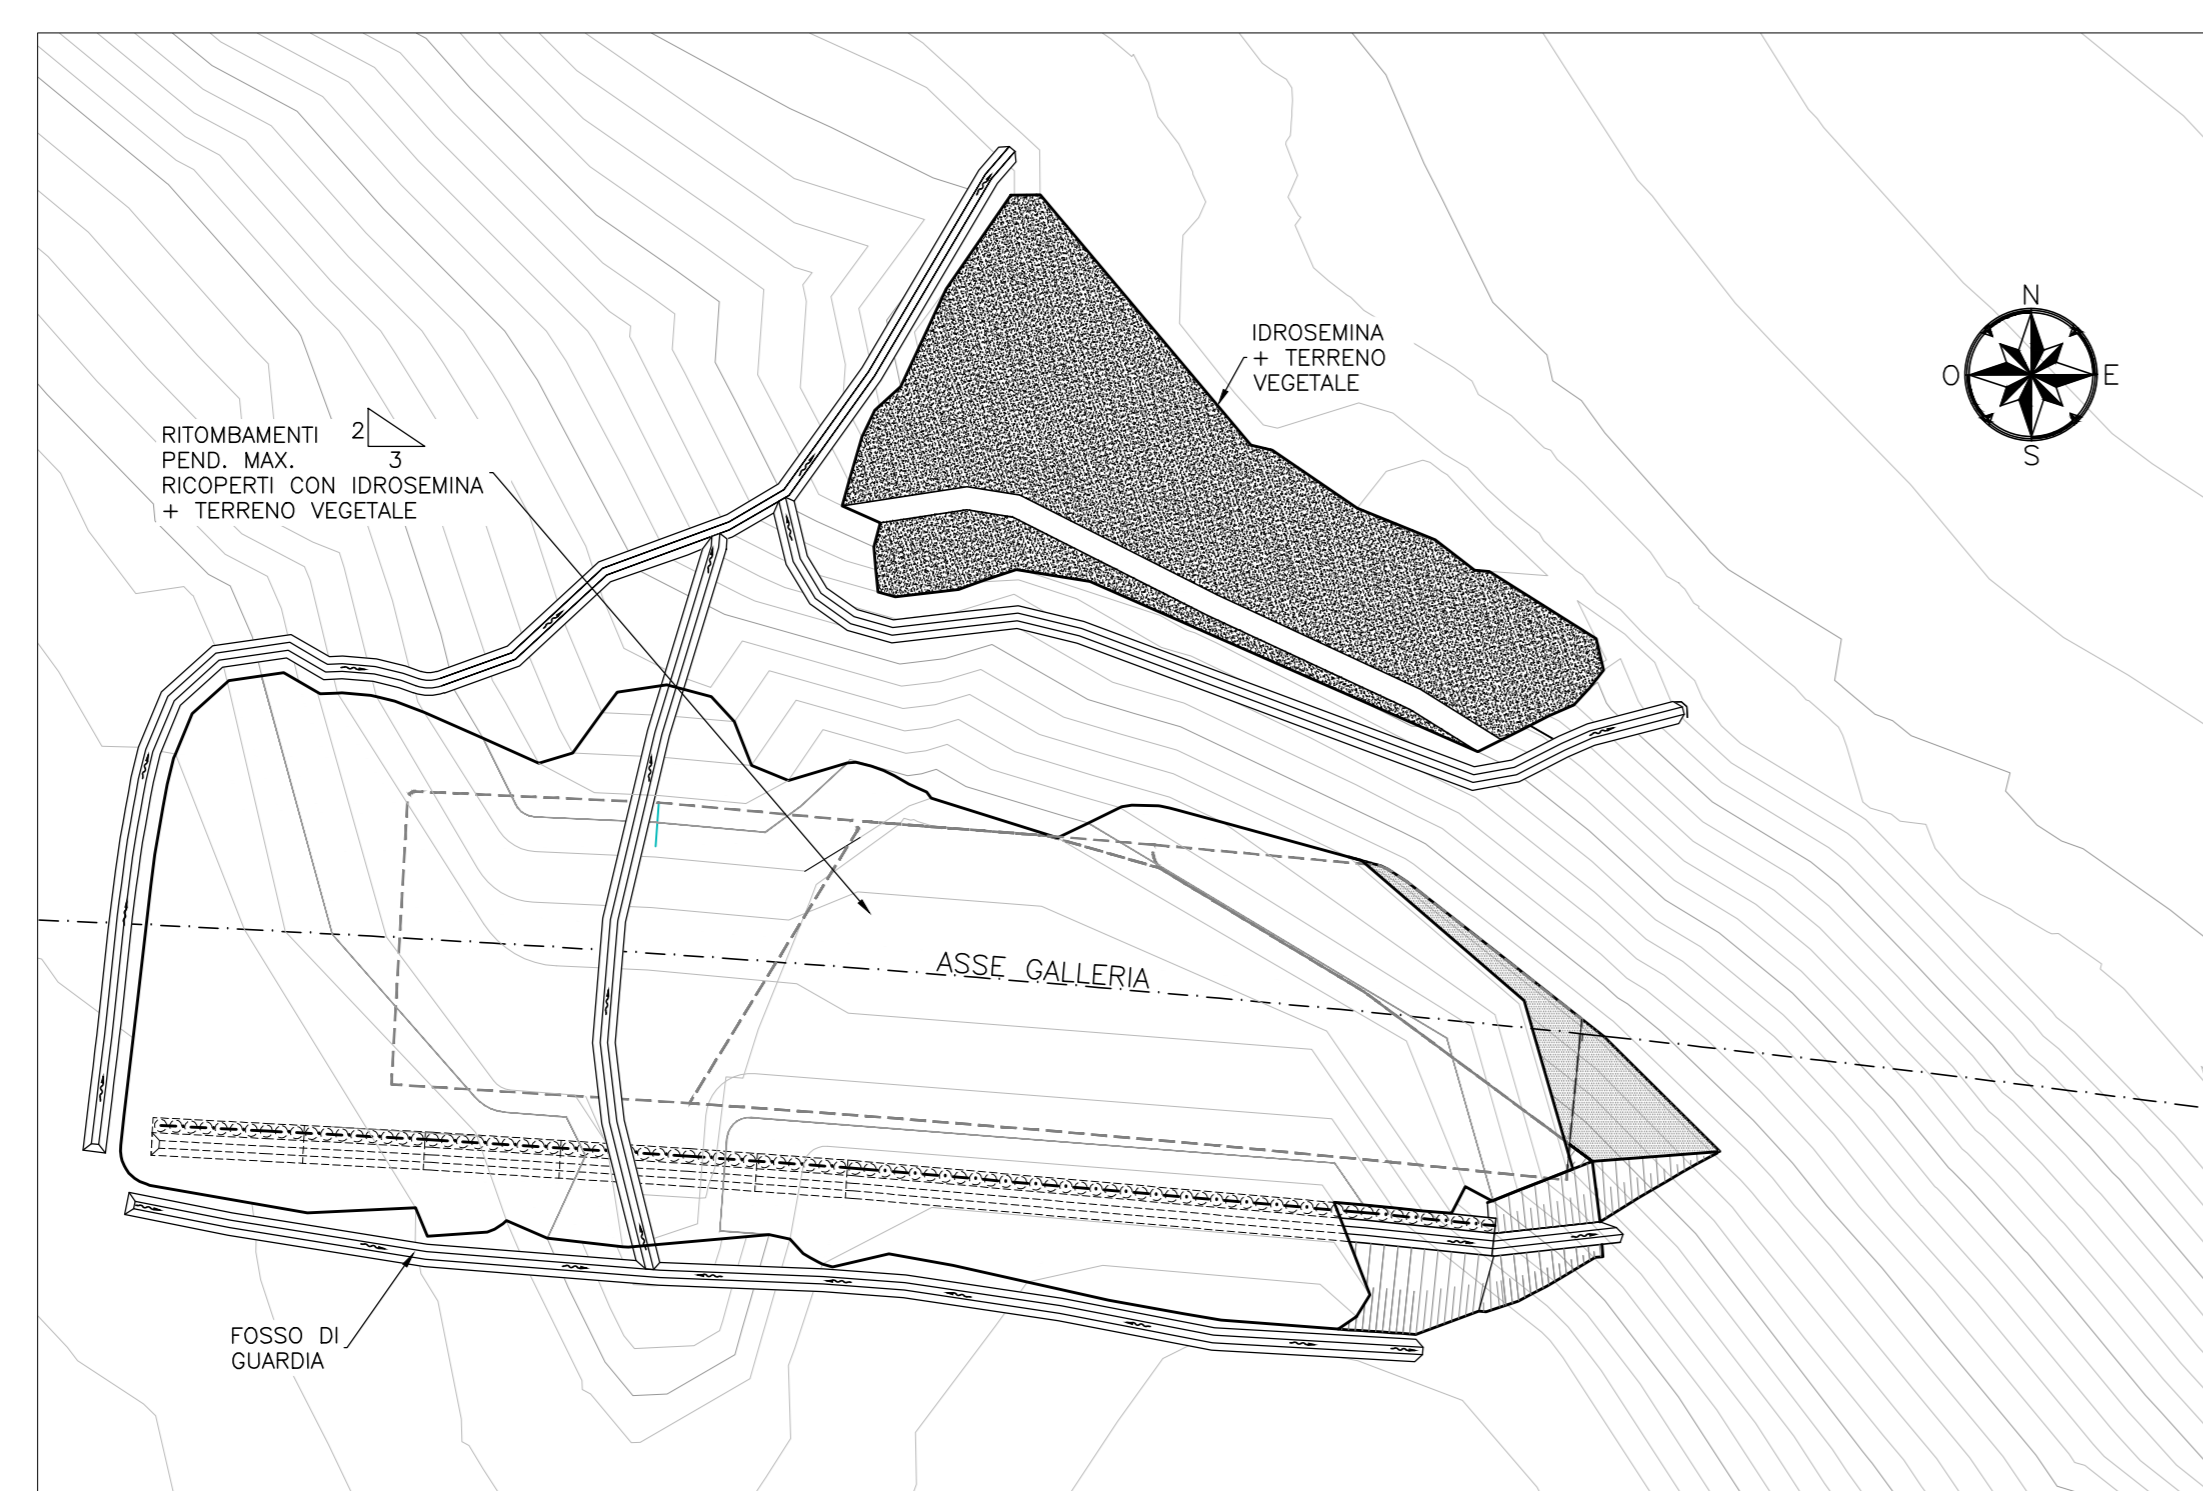 N
O
E
S
IDROSEMINA
+ TERRENO
VEGETALE
2
3
RITOMBAMENTI
PEND. MAX.
RICOPERTI CON IDROSEMINA
+ TERRENO VEGETALE
ASSE GALLERIA
FOSSO DI
GUARDIA